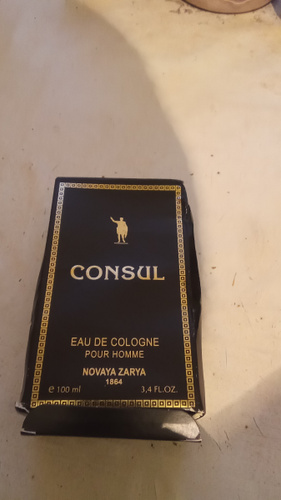 CONSUL
EAU DE COLOGNE
POUR HOMME
NOVAYA ZARYA
1864
℮ 100 ml 3,4 FL.OZ.